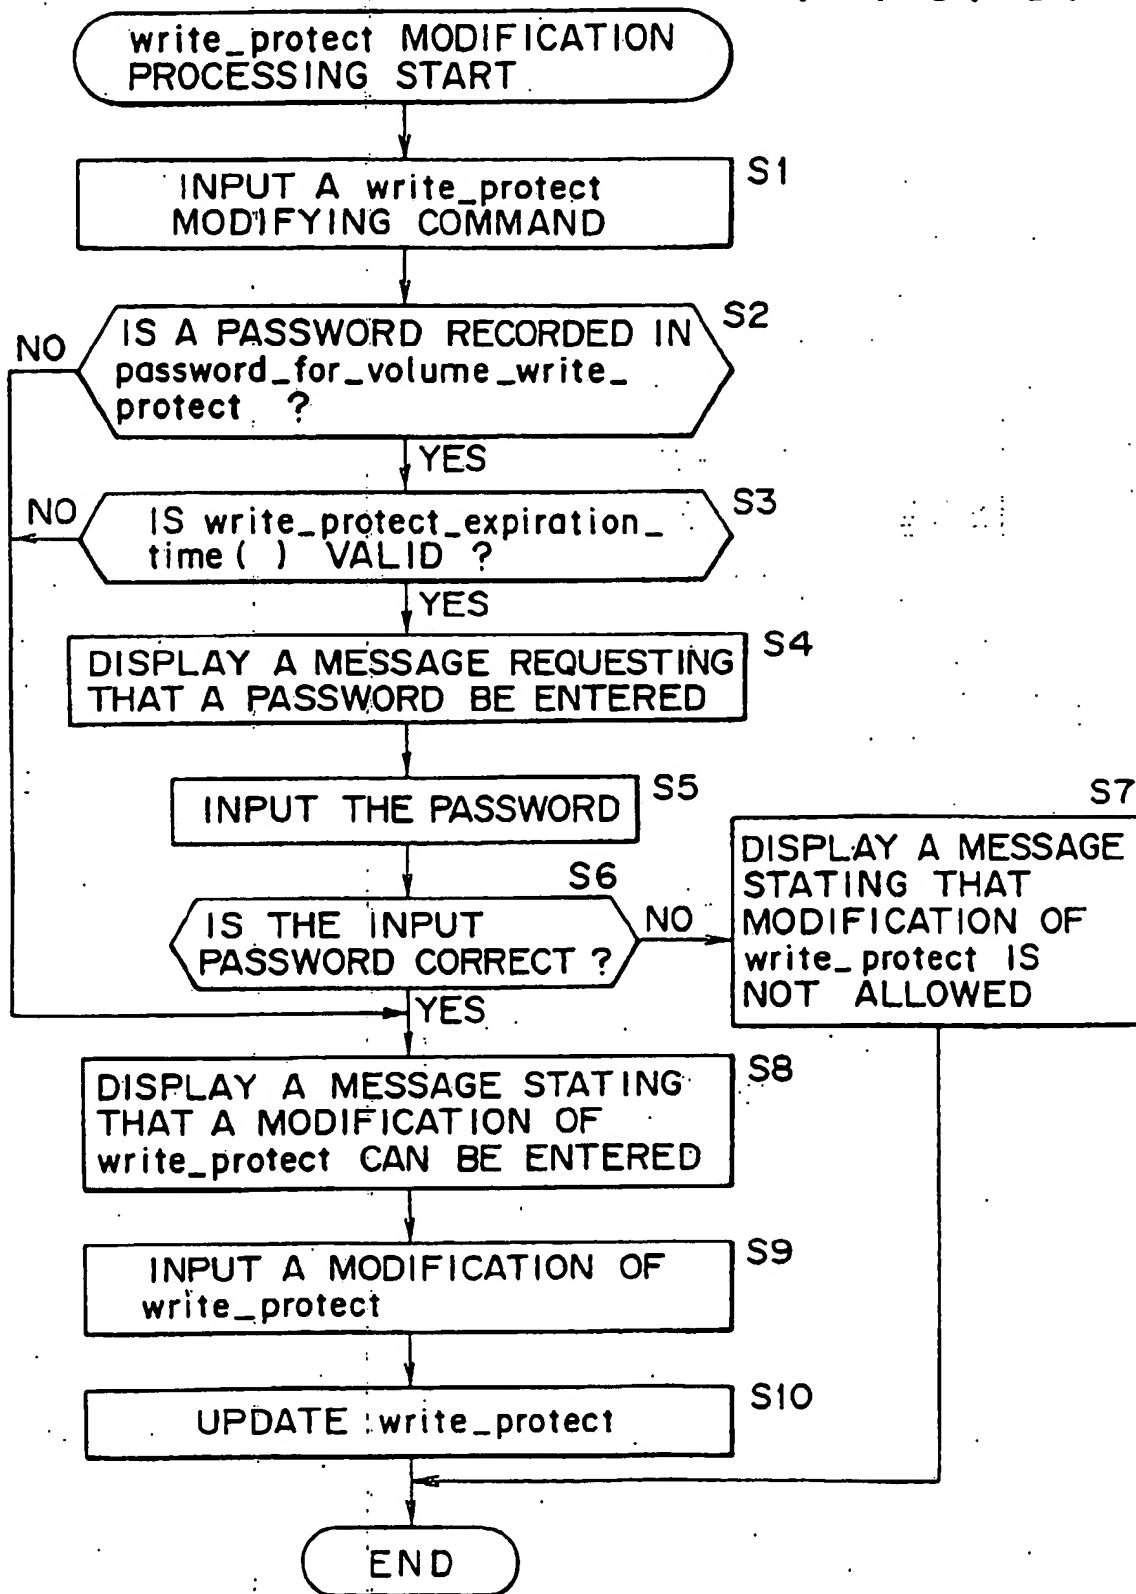 write_protect MODIFICATION
PROCESSING START
S1
INPUT A write_protect
MODIFYING COMMAND
S2
IS A PASSWORD RECORDED IN
password_for_volume_write_
protect ?
NO
YES
S3
IS write_protect_expiration_
time( ) VALID ?
NO
YES
S4
DISPLAY A MESSAGE REQUESTING
THAT A PASSWORD BE ENTERED
S5
INPUT THE PASSWORD
S6
IS THE INPUT
PASSWORD CORRECT ?
NO
YES
S7
DISPLAY A MESSAGE
STATING THAT
MODIFICATION OF
write_protect IS
NOT ALLOWED
S8
DISPLAY A MESSAGE STATING
THAT A MODIFICATION OF
write_protect CAN BE ENTERED
S9
INPUT A MODIFICATION OF
write_protect
S10
UPDATE write_protect
END